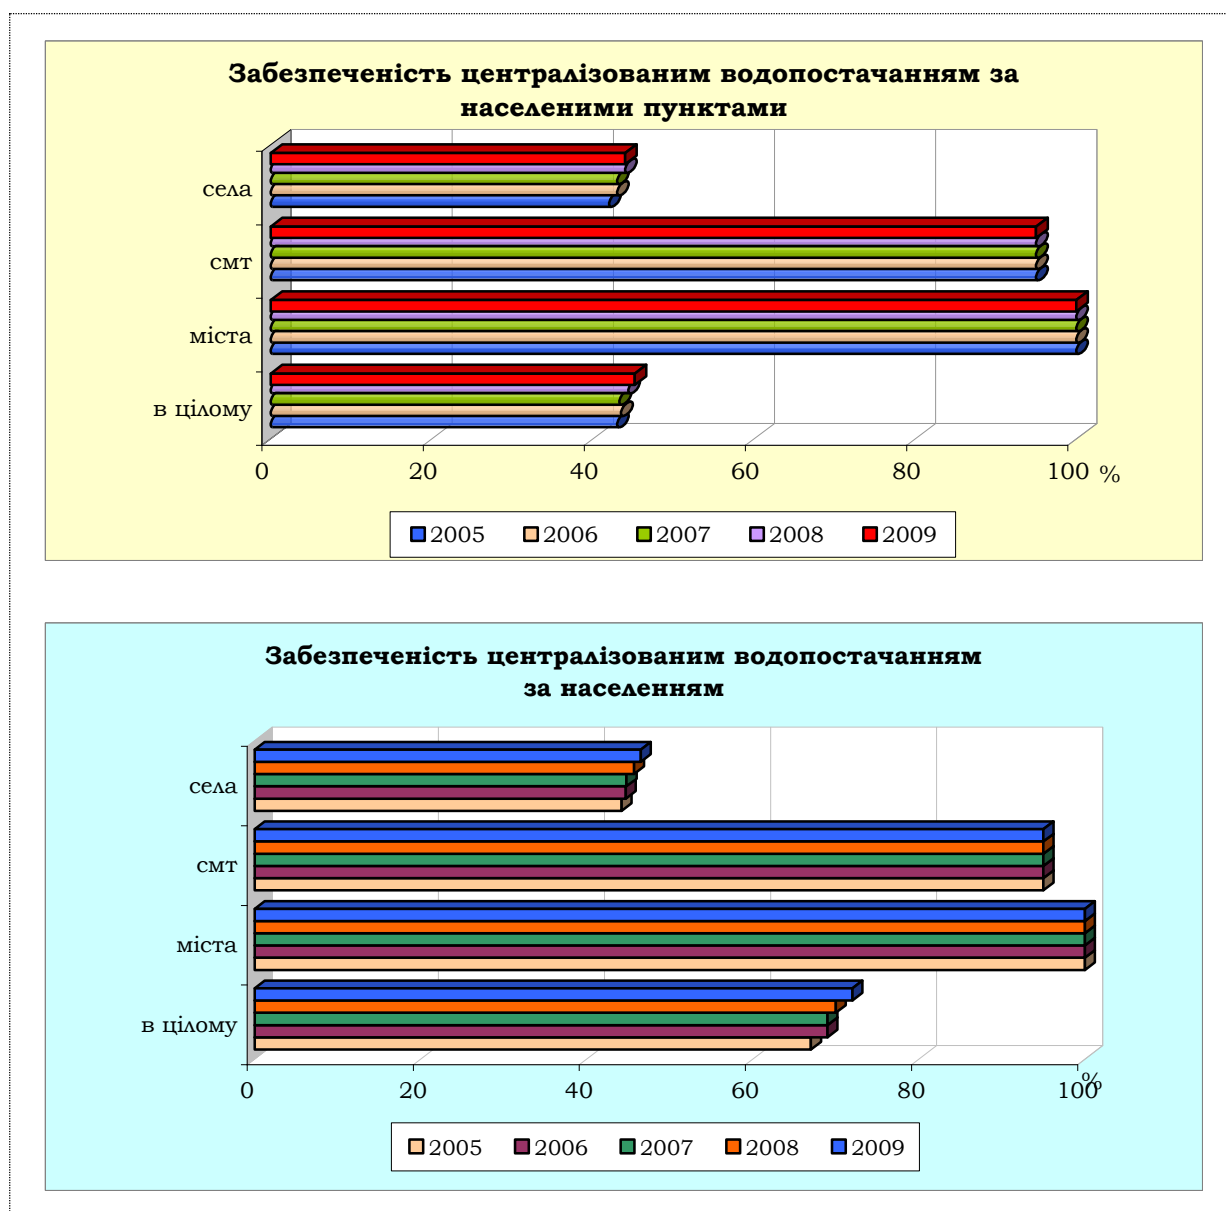 Забезпеченість централізованим водопостачанням за
населеними пунктами
села
смт
міста
в цілому
0 20 40 60 80 100 %
2005 2006 2007 2008 2009
Забезпеченість централізованим водопостачанням
за населенням
села
смт
міста
в цілому
0 20 40 60 80 100 %
2005 2006 2007 2008 2009